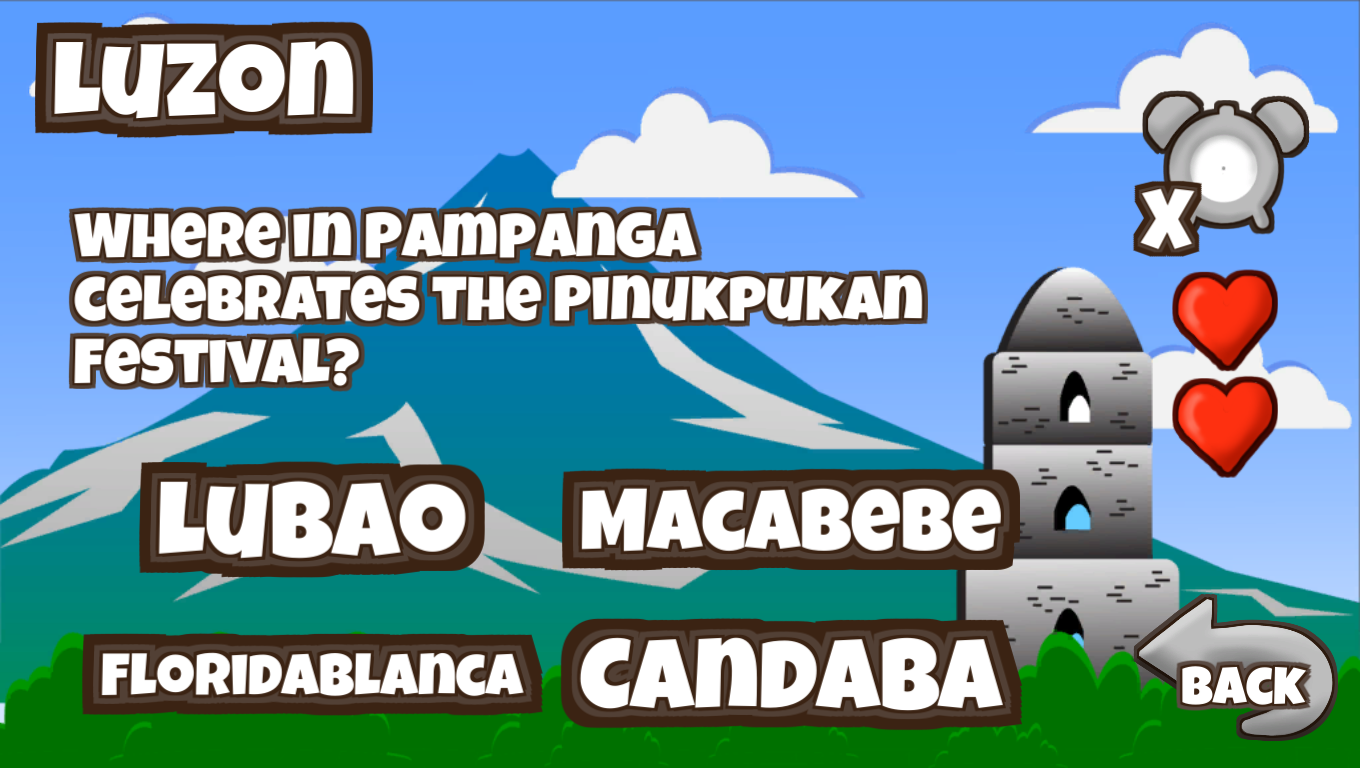 Luzon
X
Where in Pampanga
celebrates the Pinukpukan
Festival?
Lubao
Macabebe
Floridablanca
Candaba
Back